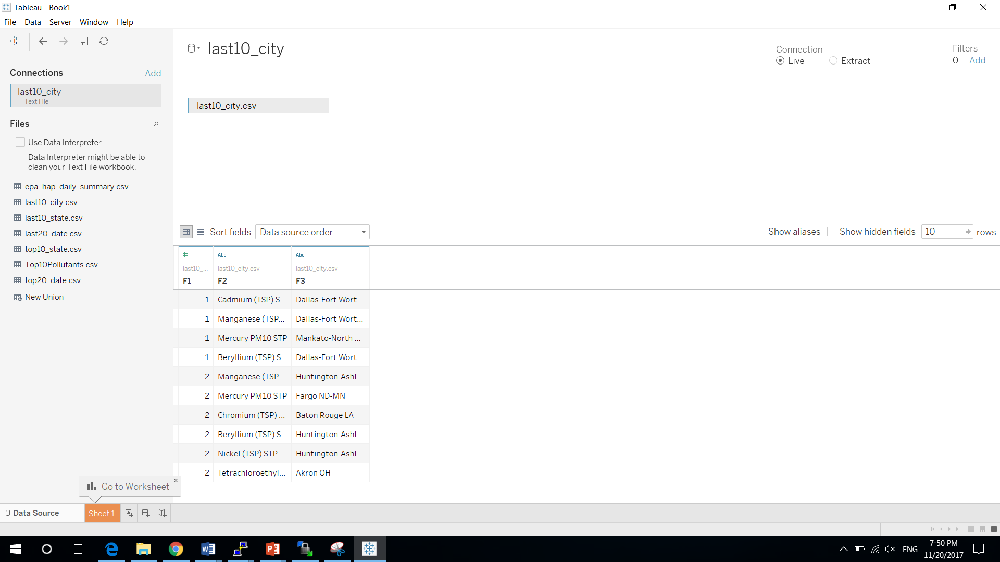 Tableau - Book1
File Data Server Window Help
Connections Add
last10_city
Text File
Files
Use Data Interpreter
Data Interpreter might be able to
clean your Text File workbook.
epa_hap_daily_summary.csv
last10_city.csv
last10_state.csv
last20_date.csv
top10_state.csv
Top10Pollutants.csv
top20_date.csv
New Union
last10_city
Connection
Live Extract
Filters
0 Add
last10_city.csv
Sort fields Data source order
Show aliases Show hidden fields 10 rows
# Abc Abc
last10_... last10_city.csv last10_city.csv
F1 F2 F3
1 Cadmium (TSP) S... Dallas-Fort Wort...
1 Manganese (TSP... Dallas-Fort Wort...
1 Mercury PM10 STP Mankato-North ...
1 Beryllium (TSP) S... Dallas-Fort Wort...
2 Manganese (TSP... Huntington-Ashl...
2 Mercury PM10 STP Fargo ND-MN
2 Chromium (TSP) ... Baton Rouge LA
2 Beryllium (TSP) S... Huntington-Ashl...
2 Nickel (TSP) STP Huntington-Ashl...
2 Tetrachloroethyl... Akron OH
Go to Worksheet
Data Source Sheet 1
ENG
7:50 PM
11/20/2017